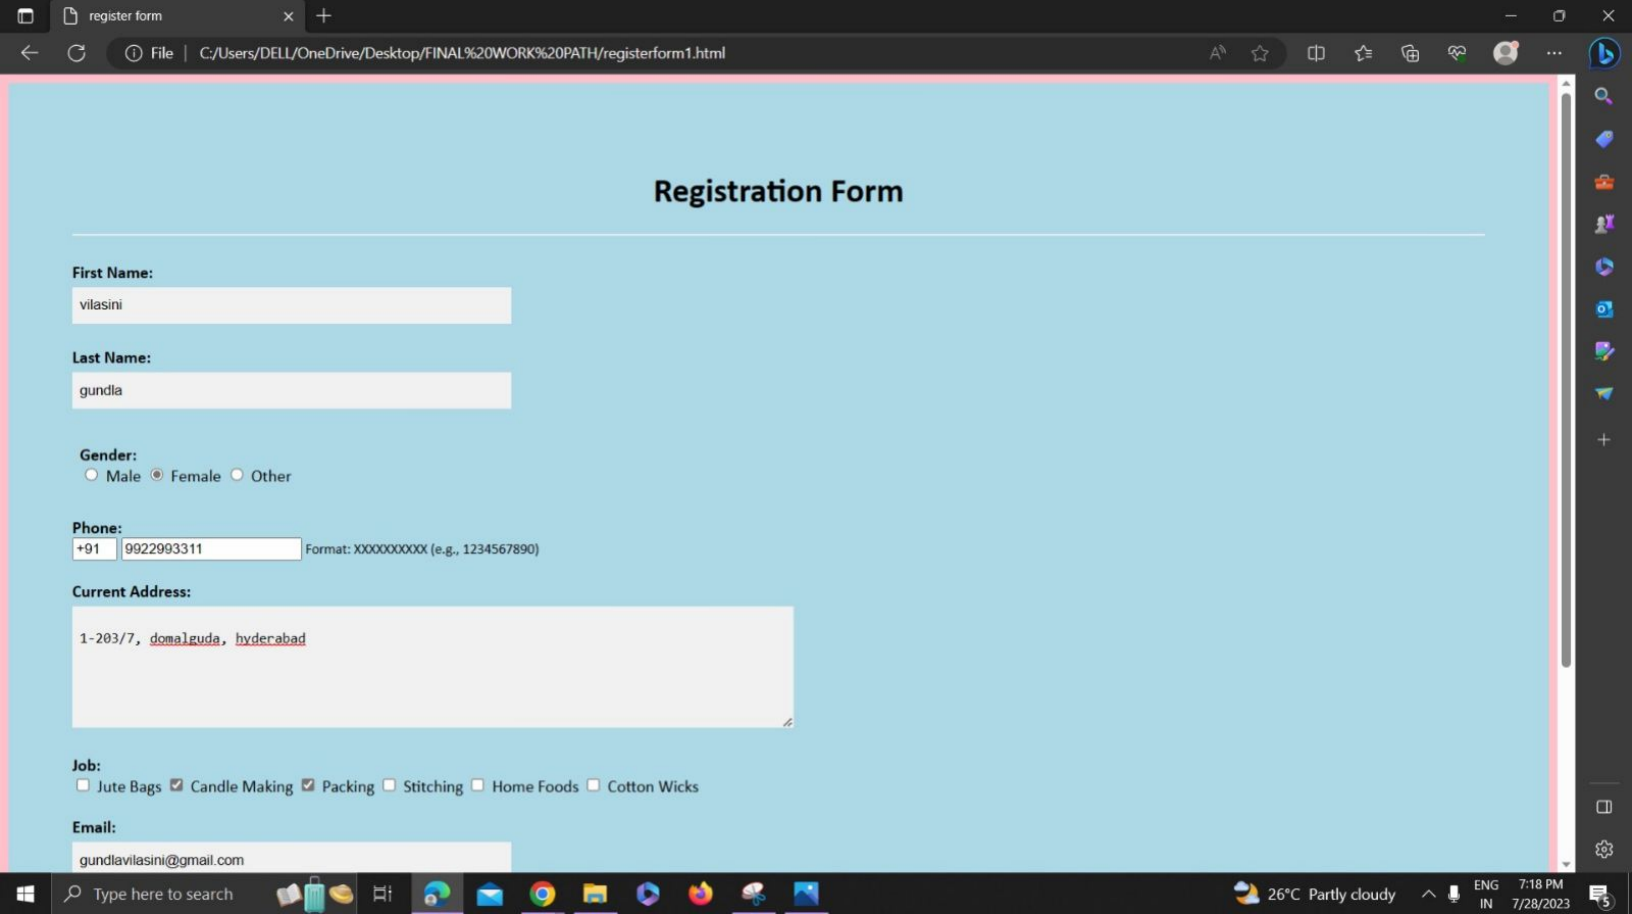 register form
File | C:/Users/DELL/OneDrive/Desktop/FINAL%20WORK%20PATH/registerform1.html
Registration Form
First Name:
vilasini
Last Name:
gundla
Gender:
Male Female Other
Phone:
+91 9922993311 Format: XXXXXXXXXX (e.g., 1234567890)
Current Address:
1-203/7, domalguda, hyderabad
Job:
Jute Bags Candle Making Packing Stitching Home Foods Cotton Wicks
Email:
gundlavilasini@gmail.com
Type here to search
26°C Partly cloudy
ENG
IN
7:18 PM
7/28/2023
5